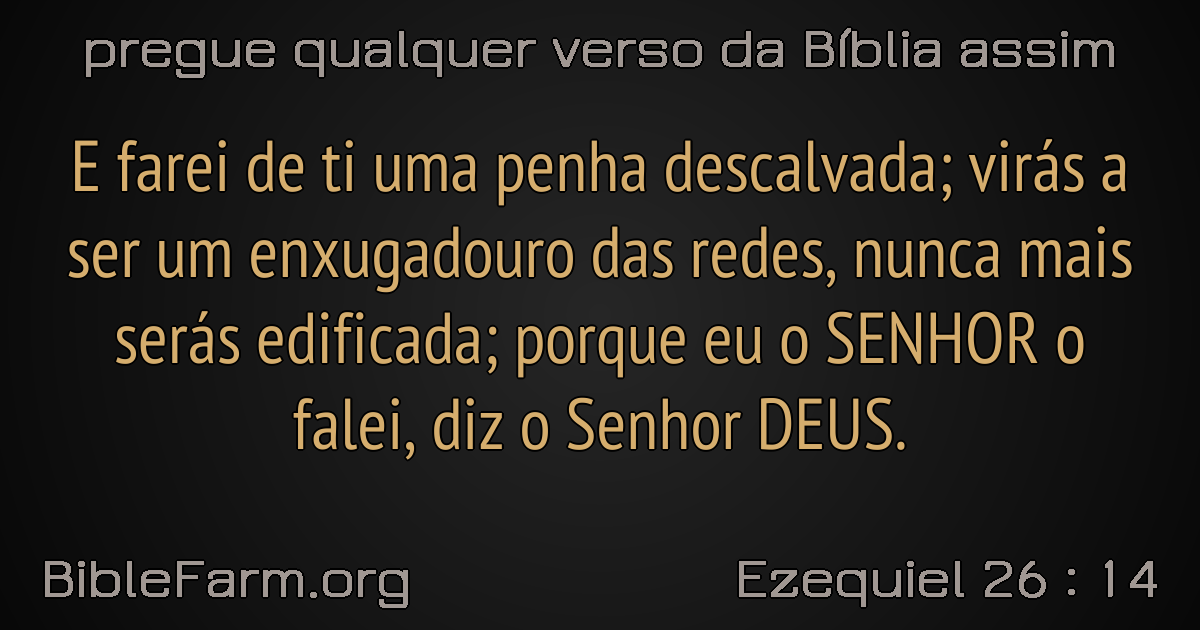 pregue qualquer verso da Bíblia assim
E farei de ti uma penha descalvada; virás a
ser um enxugadouro das redes, nunca mais
serás edificada; porque eu o SENHOR o
falei, diz o Senhor DEUS.
BibleFarm.org
Ezequiel 26 : 14